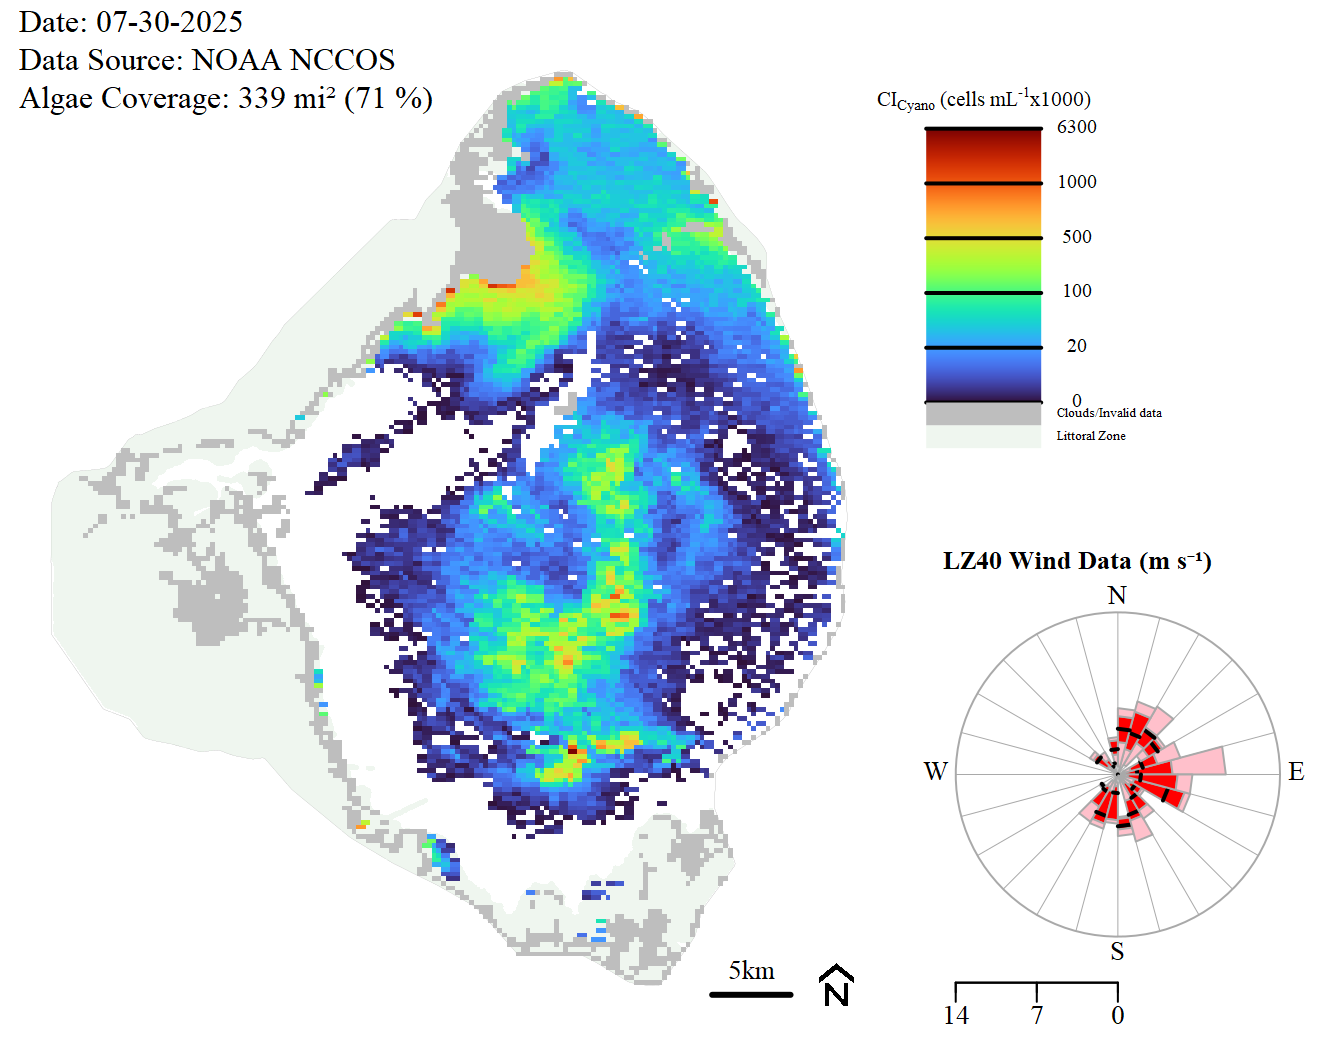 Date: 07-30-2025
Data Source: NOAA NCCOS
Algae Coverage: 339 mi² (71 %)
CICyano (cells mL⁻¹x1000)
6300
1000
500
100
20
0
Clouds/Invalid data
Littoral Zone
LZ40 Wind Data (m s⁻¹)
N
W
E
S
5km
N
14 7 0